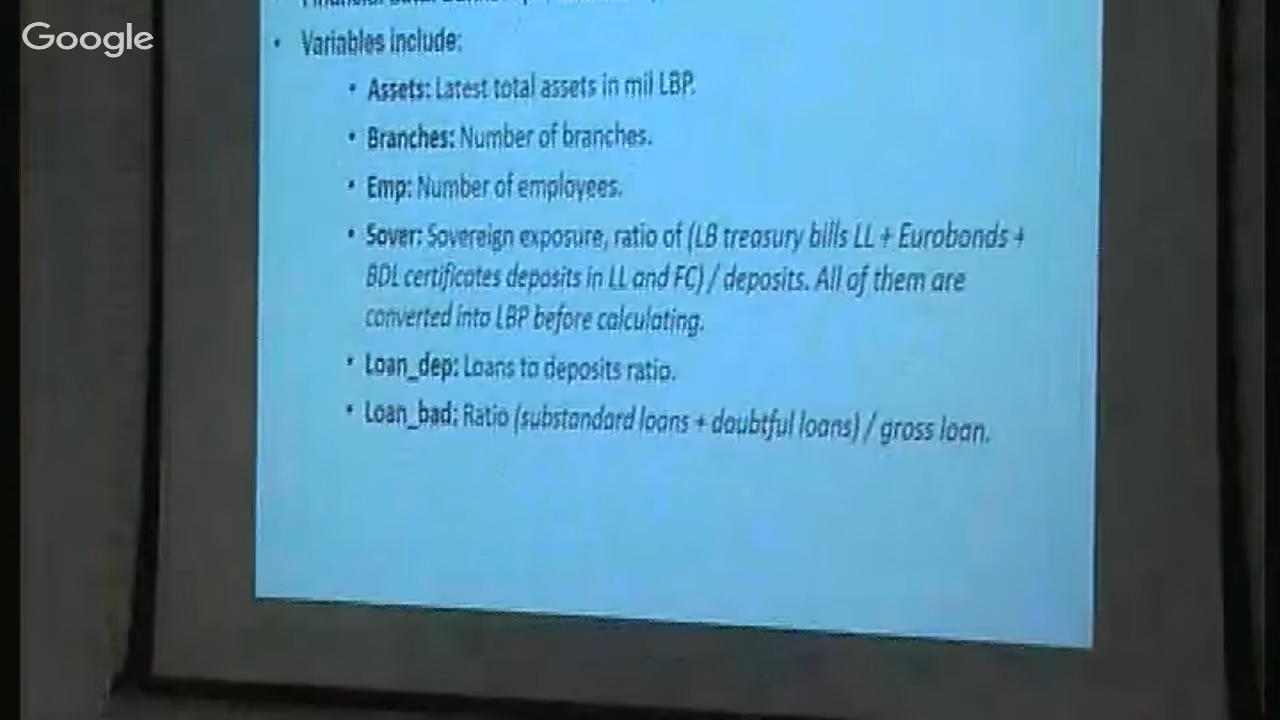 Google
• Variables include:
• Assets: Latest total assets in mil LBP.
• Branches: Number of branches.
• Emp: Number of employees.
• Sover: Sovereign exposure, ratio of (LB treasury bills LL + Eurobonds +
BDL certificates deposits in LL and FC) / deposits. All of them are
converted into LBP before calculating.
• Loan_dep: Loans to deposits ratio.
• Loan_bad: Ratio (substandard loans + doubtful loans) / gross loan.